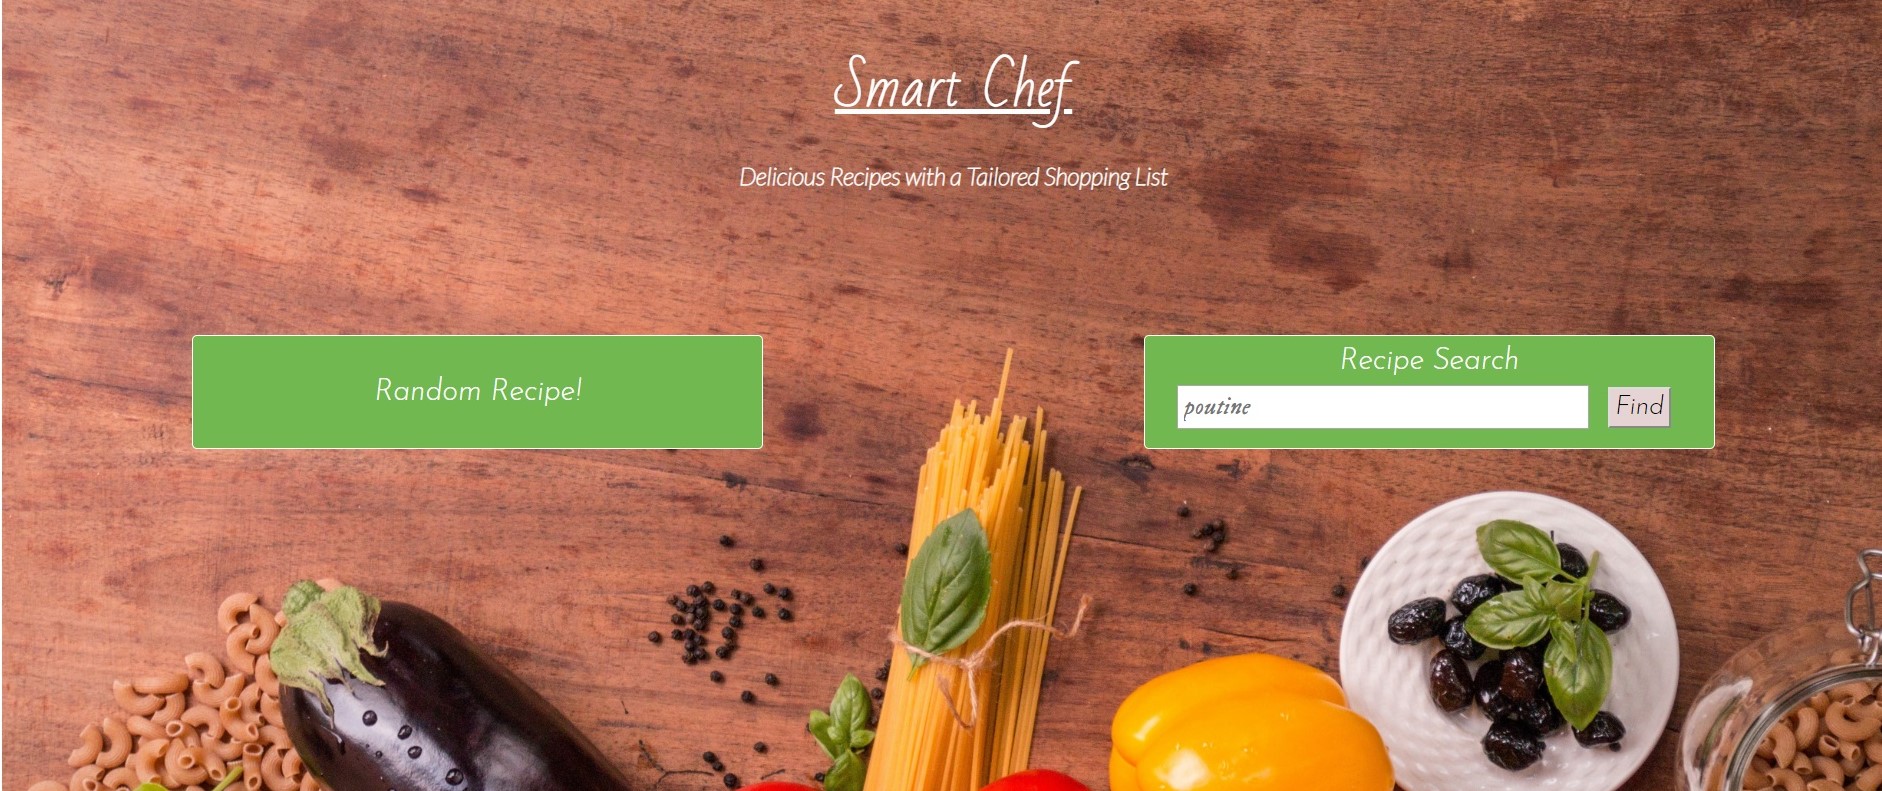 Smart Chef
Delicious Recipes with a Tailored Shopping List
Random Recipe!
Recipe Search
poutine
Find